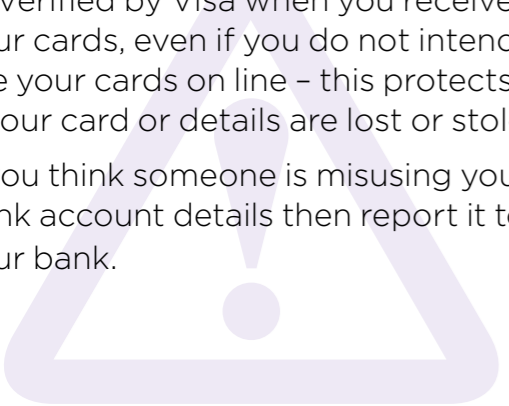 Verified by Visa when you receive
ur cards, even if you do not intend
e your cards on line – this protects
our card or details are lost or stol
ou think someone is misusing you
nk account details then report it to
ur bank.